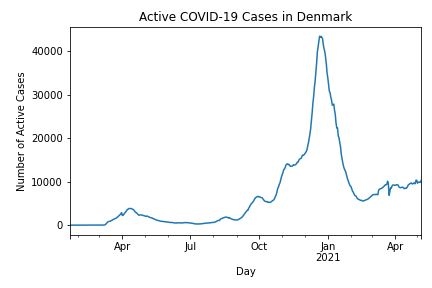 Active COVID-19 Cases in Denmark
Number of Active Cases
40000
30000
20000
10000
0
Apr Jul Oct Jan Apr
2021
Day